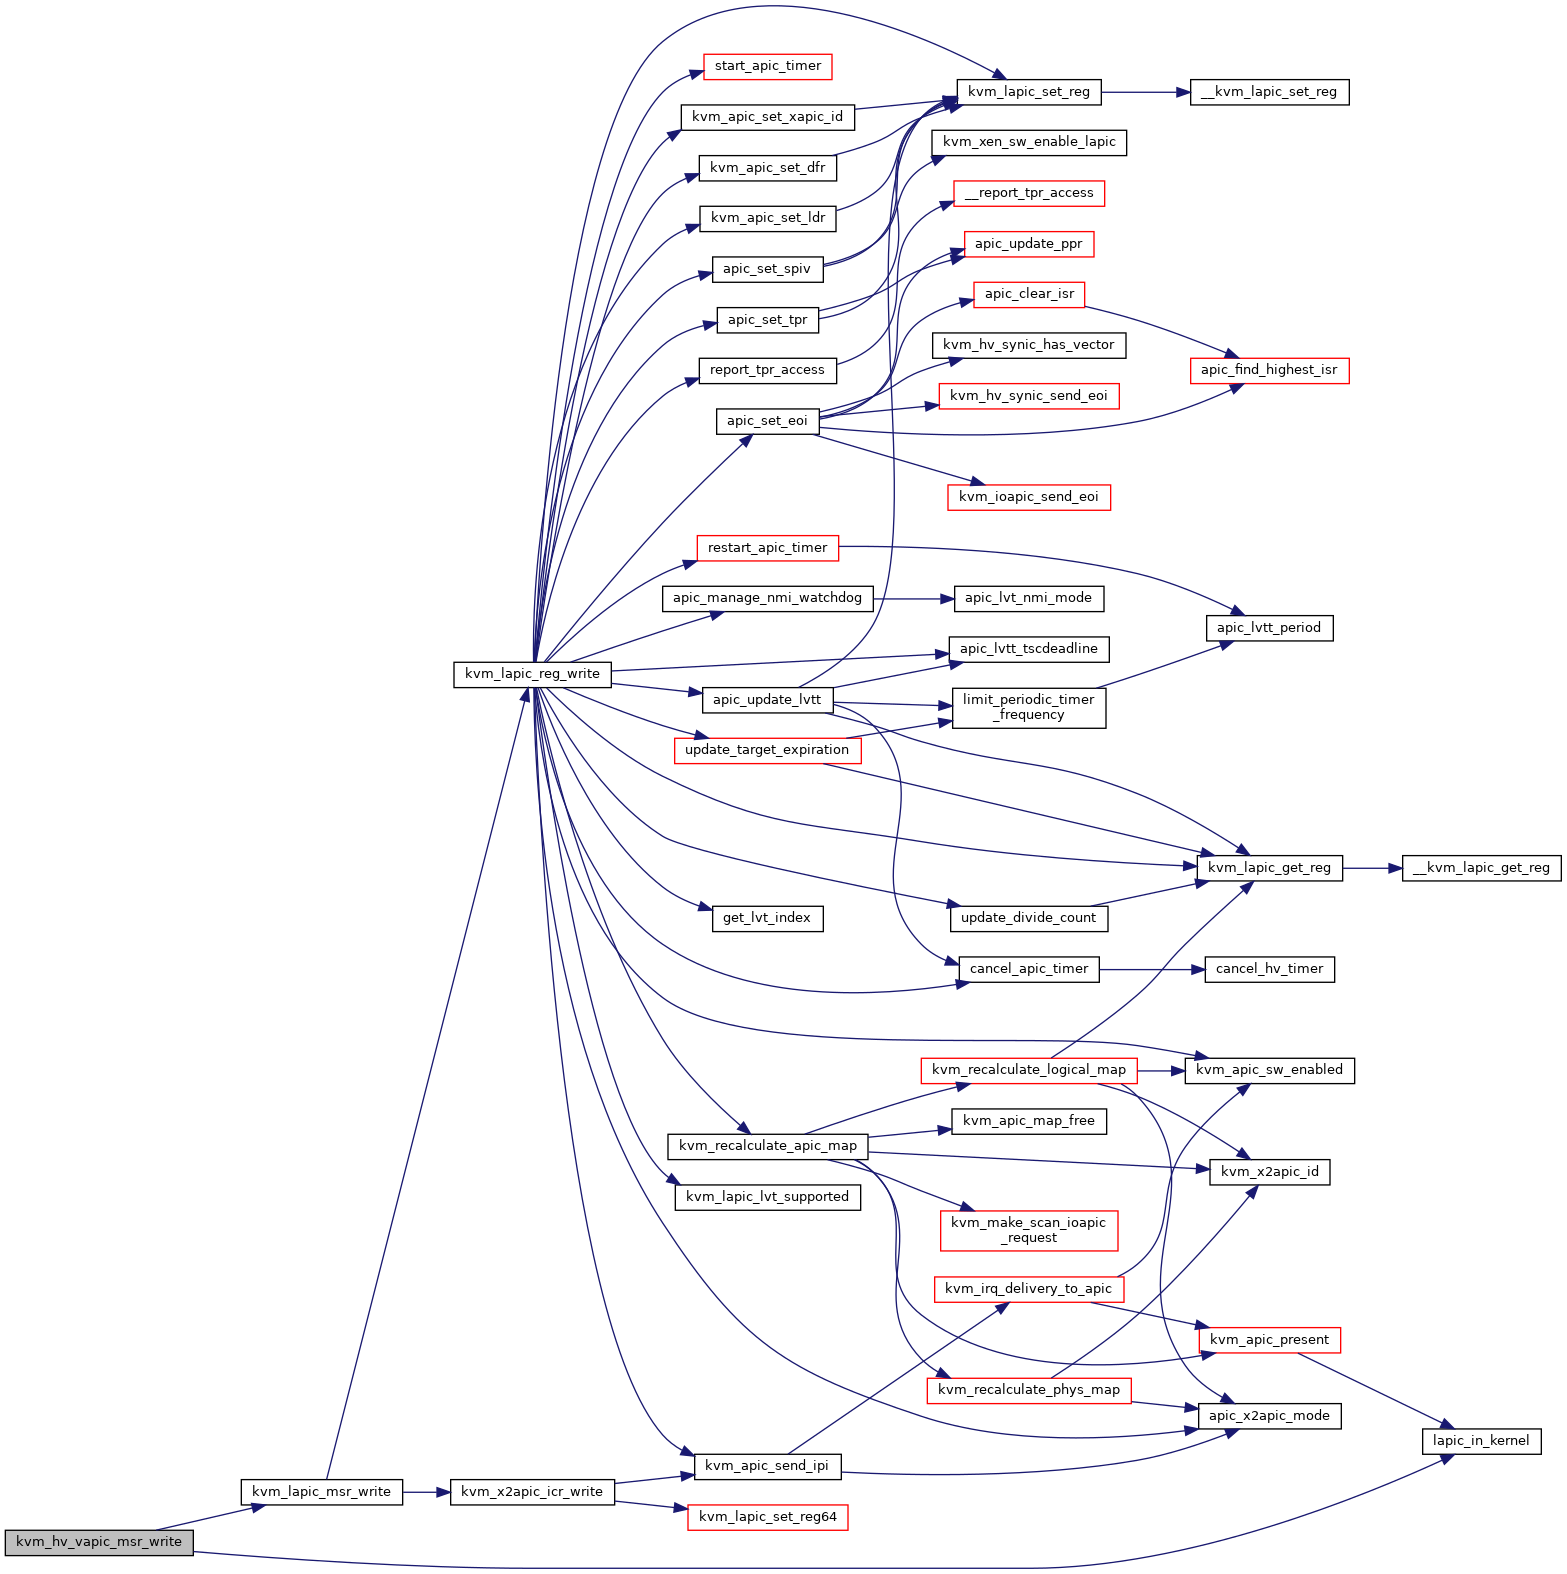 start_apic_timer
kvm_lapic_set_reg
__kvm_lapic_set_reg
kvm_apic_set_xapic_id
kvm_xen_sw_enable_lapic
kvm_apic_set_dfr
__report_tpr_access
kvm_apic_set_ldr
apic_update_ppr
apic_set_spiv
apic_clear_isr
apic_set_tpr
kvm_hv_synic_has_vector
report_tpr_access
apic_find_highest_isr
kvm_hv_synic_send_eoi
apic_set_eoi
kvm_ioapic_send_eoi
restart_apic_timer
apic_manage_nmi_watchdog
apic_lvt_nmi_mode
apic_lvtt_period
apic_lvtt_tscdeadline
kvm_lapic_reg_write
apic_update_lvtt
limit_periodic_timer
_frequency
update_target_expiration
kvm_lapic_get_reg
__kvm_lapic_get_reg
get_lvt_index
update_divide_count
cancel_apic_timer
cancel_hv_timer
kvm_recalculate_logical_map
kvm_apic_sw_enabled
kvm_apic_map_free
kvm_recalculate_apic_map
kvm_x2apic_id
kvm_lapic_lvt_supported
kvm_make_scan_ioapic
_request
kvm_irq_delivery_to_apic
kvm_apic_present
kvm_recalculate_phys_map
apic_x2apic_mode
lapic_in_kernel
kvm_apic_send_ipi
kvm_lapic_msr_write
kvm_x2apic_icr_write
kvm_lapic_set_reg64
kvm_hv_vapic_msr_write